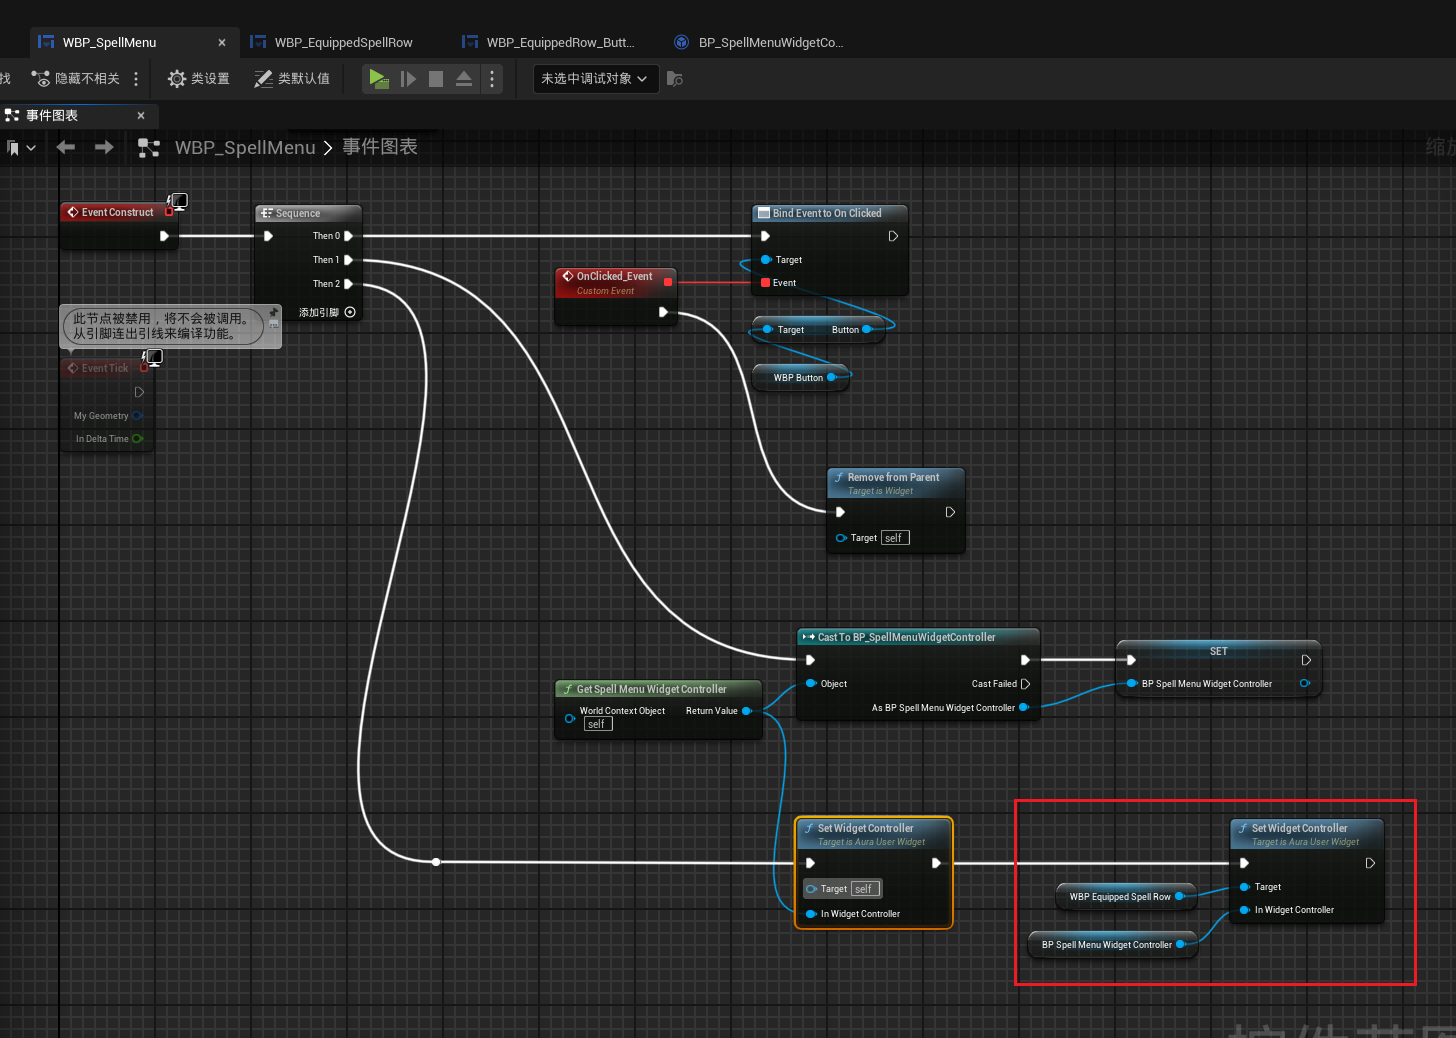 WBP_SpellMenu
WBP_EquippedSpellRow
WBP_EquippedRow_Butt...
BP_SpellMenuWidgetCo...
找
隐藏不相关
类设置
类默认值
未选中调试对象
事件图表
WBP_SpellMenu
事件图表
缩放
Event Construct
Sequence
Then 0
Then 1
Then 2
添加引脚
Bind Event to On Clicked
Target
Event
OnClicked_Event
Custom Event
此节点被禁用，将不会被调用。
从引脚连出引线来编译功能。
Target
Button
WBP Button
Event Tick
My Geometry
In Delta Time
Remove from Parent
Target is Widget
Target
self
Cast To BP_SpellMenuWidgetController
Object
Cast Failed
As BP Spell Menu Widget Controller
SET
BP Spell Menu Widget Controller
Get Spell Menu Widget Controller
World Context Object
self
Return Value
Set Widget Controller
Target is Aura User Widget
Target
self
In Widget Controller
Set Widget Controller
Target is Aura User Widget
Target
In Widget Controller
WBP Equipped Spell Row
BP Spell Menu Widget Controller